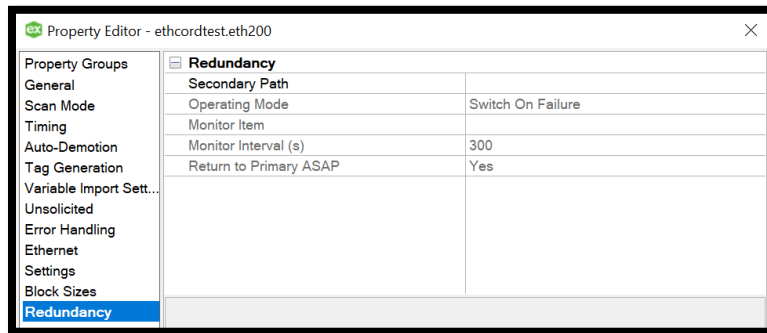 ex Property Editor - ethcordtest.eth200
Property Groups
General
Scan Mode
Timing
Auto-Demotion
Tag Generation
Variable Import Sett...
Unsolicited
Error Handling
Ethernet
Settings
Block Sizes
Redundancy
Redundancy
Secondary Path
Operating Mode Switch On Failure
Monitor Item
Monitor Interval (s) 300
Return to Primary ASAP Yes